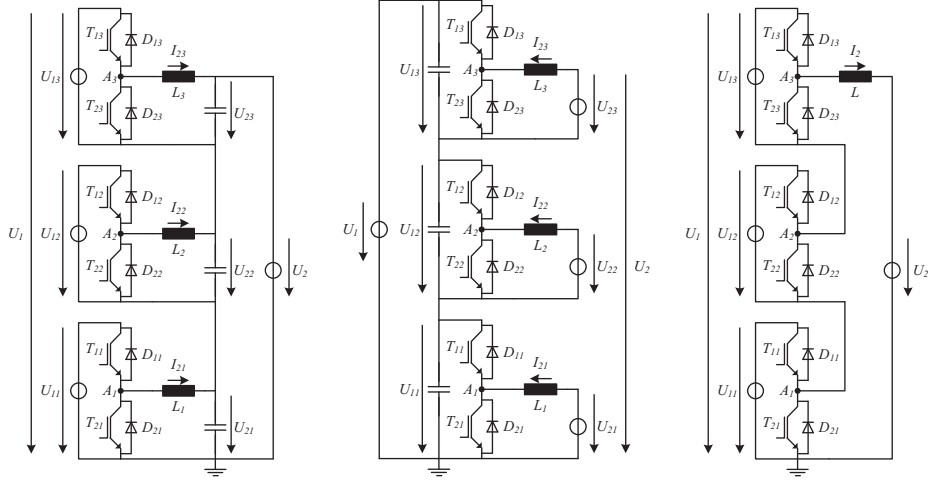 T13 D13 I23
U13 A3 L3
T23 D23 U23
T12 D12 I22
U1 U12 A2 L2
T22 D22 U22 U2
T11 D11 I21
U11 A1 L1
T21 D21 U21
T13 D13 I23
U13 A3 L3
T23 D23 U23
T12 D12 I22
U1 U12 A2 L2
T22 D22 U22 U2
T11 D11 I21
U11 A1 L1
T21 D21 U21
T13 D13 I2
U13 A3 L
T23 D23
T12 D12
U1 U12 A2
T22 D22 U2
T11 D11
U11 A1
T21 D21